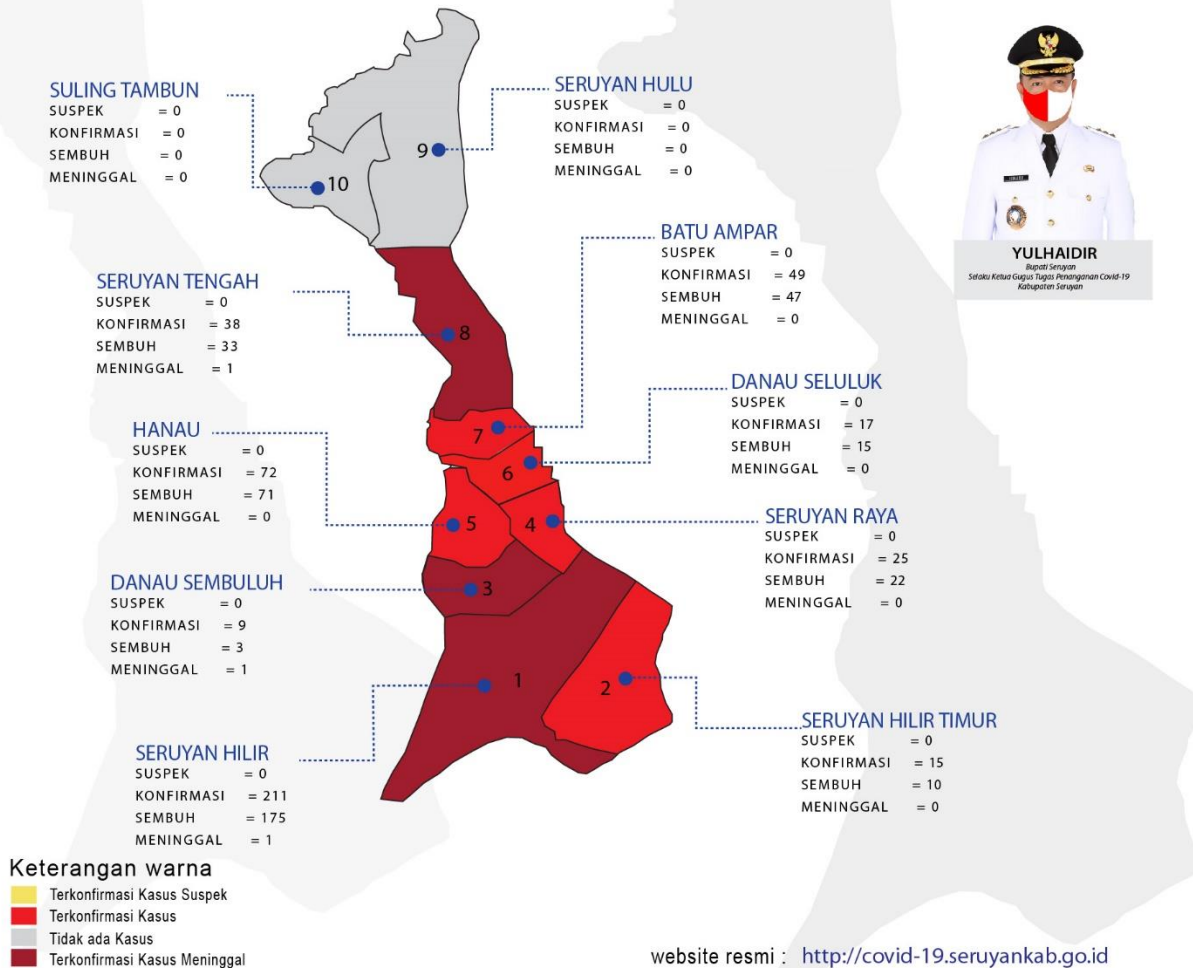 SULING TAMBUN
SUSPEK = 0
KONFIRMASI = 0
SEMBUH = 0
MENINGGAL = 0
SERUYAN HULU
SUSPEK = 0
KONFIRMASI = 0
SEMBUH = 0
MENINGGAL = 0
YULHAIDIR
Bupati Seruyan
Selaku Ketua Gugus Tugas Penanganan Covid-19
Kabupaten Seruyan
BATU AMPAR
SUSPEK = 0
KONFIRMASI = 49
SEMBUH = 47
MENINGGAL = 0
SERUYAN TENGAH
SUSPEK = 0
KONFIRMASI = 38
SEMBUH = 33
MENINGGAL = 1
DANAU SELULUK
SUSPEK = 0
KONFIRMASI = 17
SEMBUH = 15
MENINGGAL = 0
HANAU
SUSPEK = 0
KONFIRMASI = 72
SEMBUH = 71
MENINGGAL = 0
SERUYAN RAYA
SUSPEK = 0
KONFIRMASI = 25
SEMBUH = 22
MENINGGAL = 0
DANAU SEMBULUH
SUSPEK = 0
KONFIRMASI = 9
SEMBUH = 3
MENINGGAL = 1
SERUYAN HILIR TIMUR
SUSPEK = 0
KONFIRMASI = 15
SEMBUH = 10
MENINGGAL = 0
SERUYAN HILIR
SUSPEK = 0
KONFIRMASI = 211
SEMBUH = 175
MENINGGAL = 1
9
10
8
7
6
5
4
3
1
2
Keterangan warna
Terkonfirmasi Kasus Suspek
Terkonfirmasi Kasus
Tidak ada Kasus
Terkonfirmasi Kasus Meninggal
website resmi : http://covid-19.seruyankab.go.id